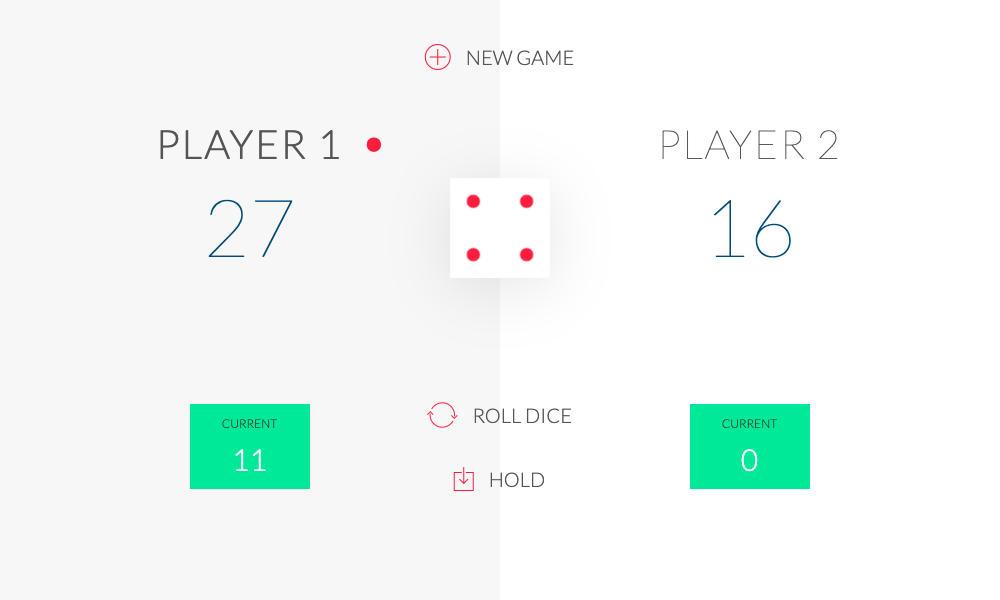 NEW GAME
PLAYER 1
PLAYER 2
27
16
CURRENT
11
ROLL DICE
CURRENT
0
HOLD